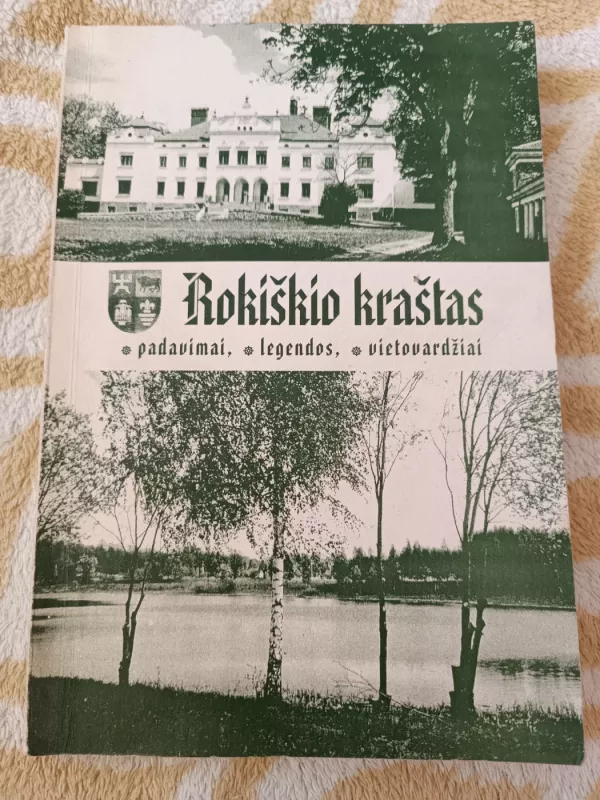 Rokiškio kraštas
padavimai, legendos, vietovardžiai